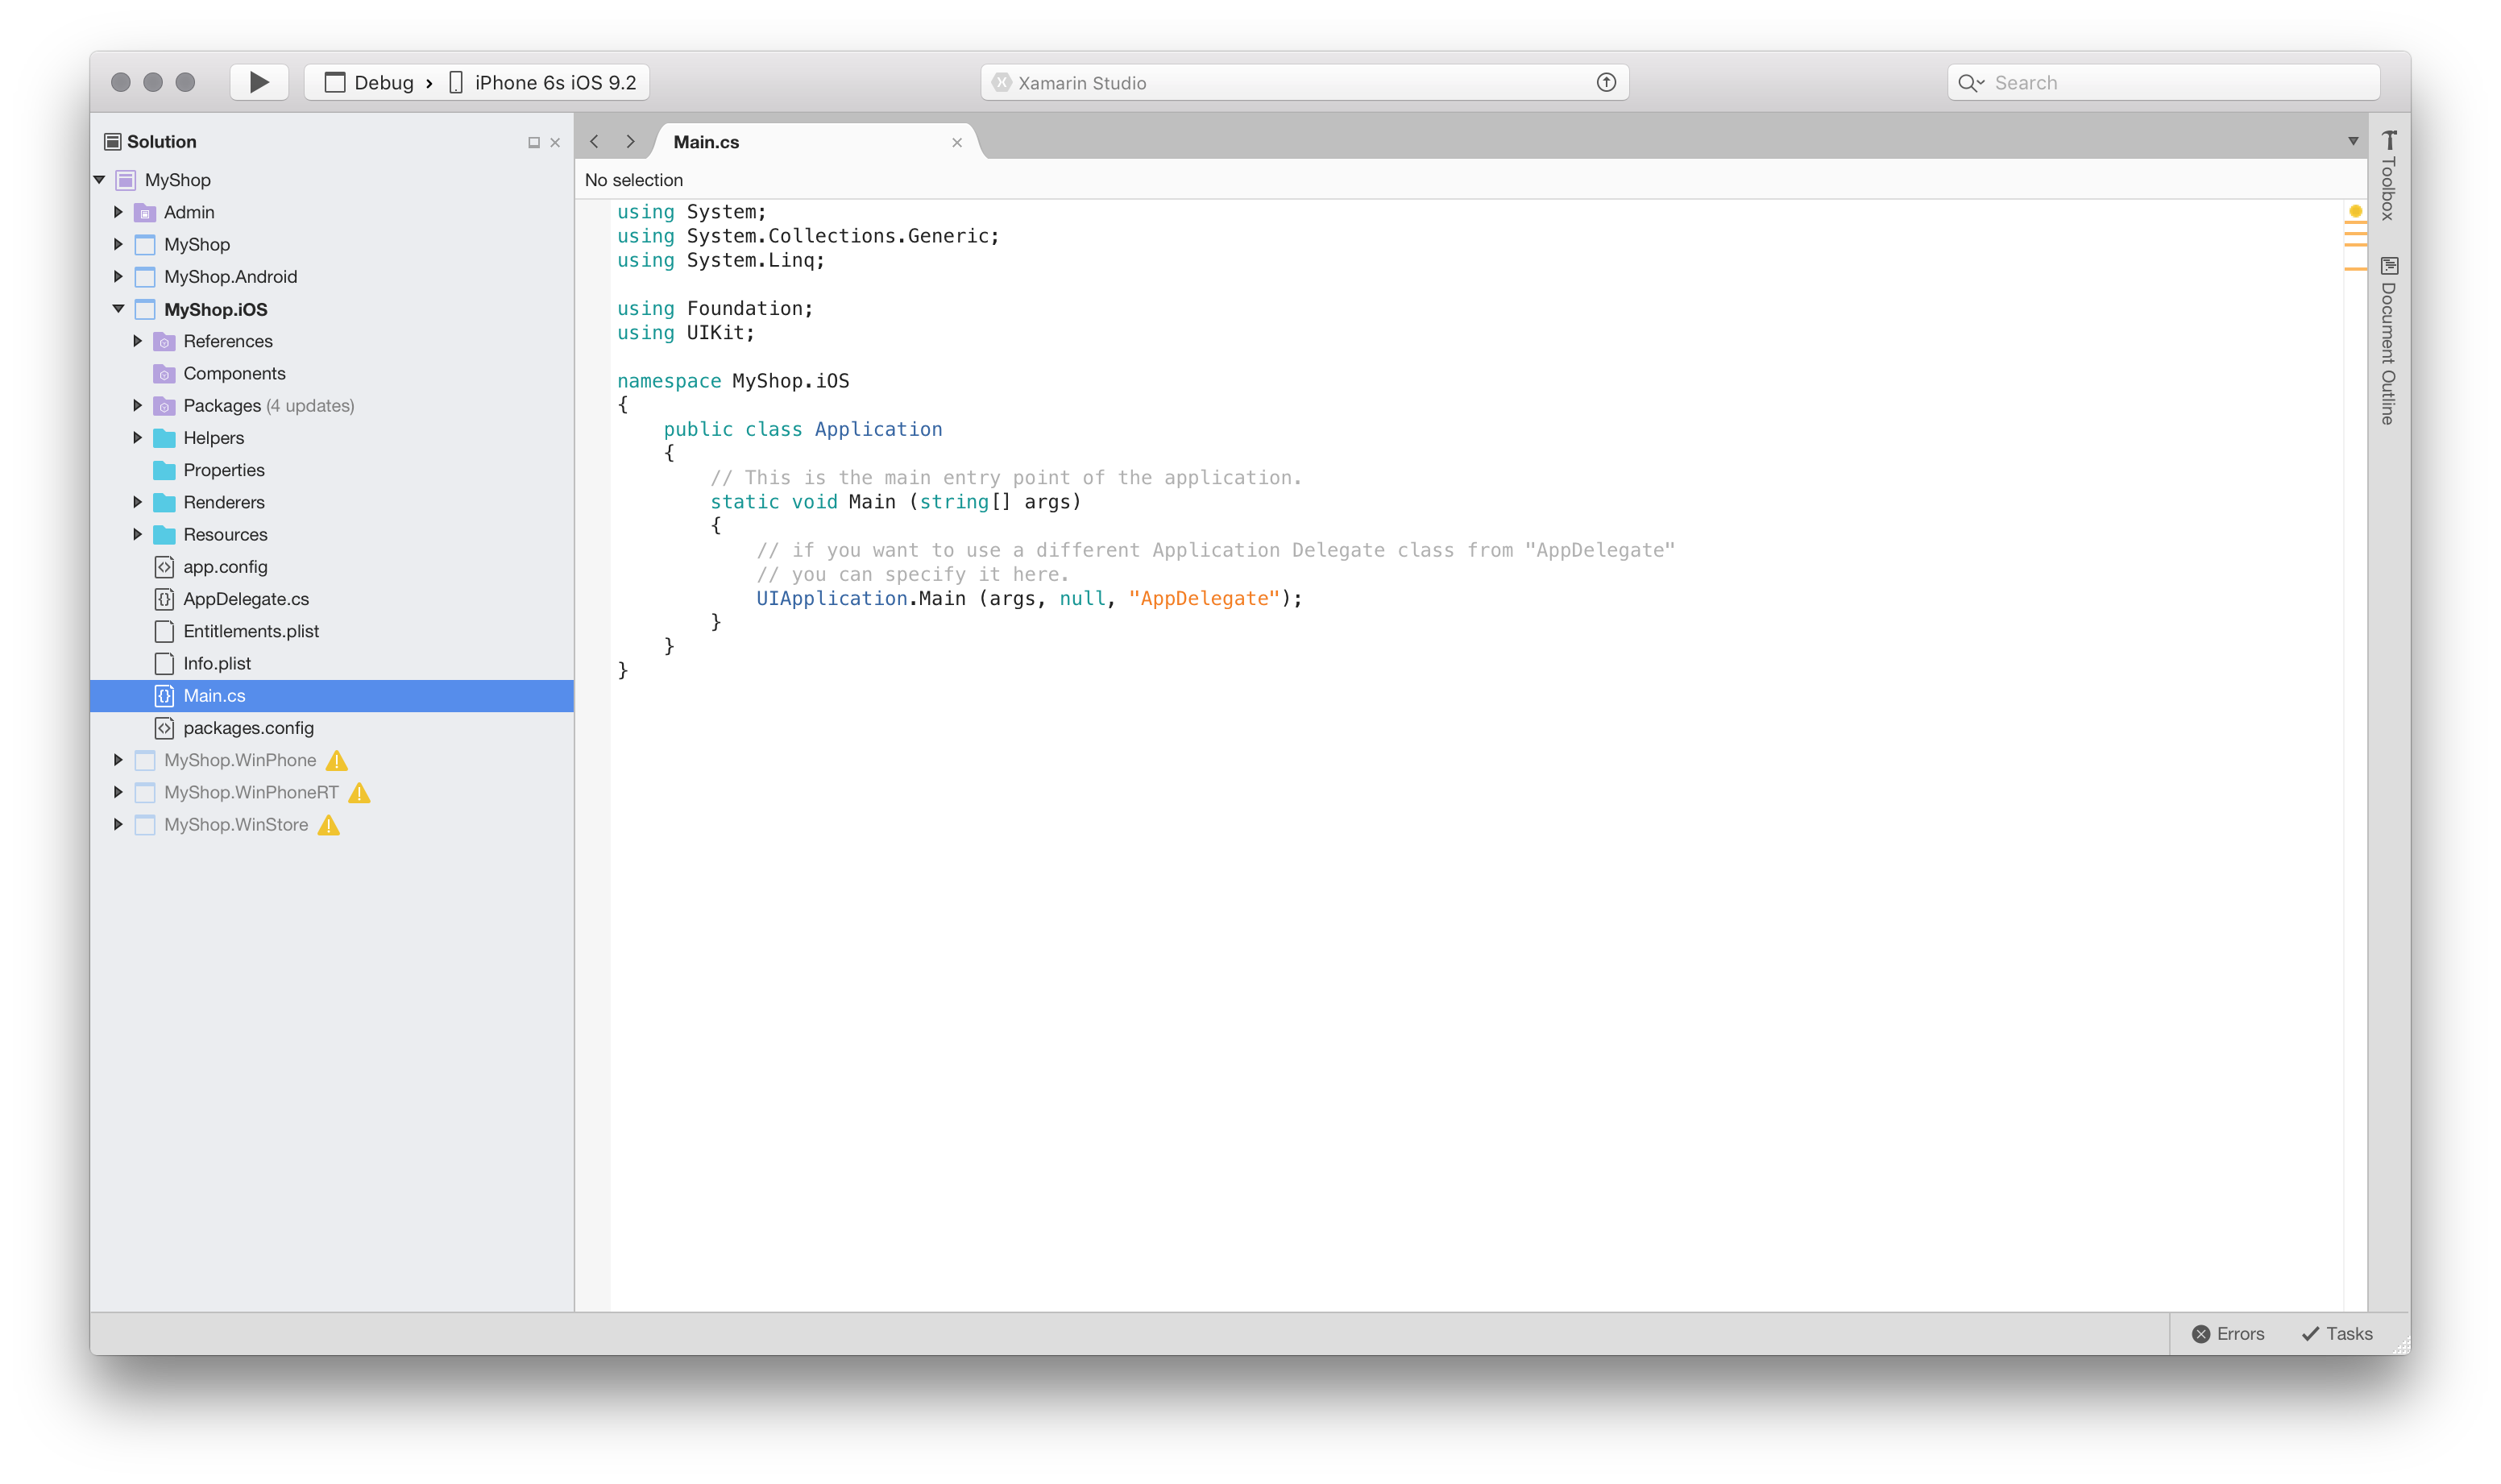 Debug › iPhone 6s iOS 9.2
Xamarin Studio
Search
Solution
MyShop
Admin
MyShop
MyShop.Android
MyShop.iOS
References
Components
Packages (4 updates)
Helpers
Properties
Renderers
Resources
app.config
AppDelegate.cs
Entitlements.plist
Info.plist
Main.cs
packages.config
MyShop.WinPhone
MyShop.WinPhoneRT
MyShop.WinStore
Main.cs
No selection
using System;
using System.Collections.Generic;
using System.Linq;
using Foundation;
using UIKit;
namespace MyShop.iOS
{
public class Application
{
// This is the main entry point of the application.
static void Main (string[] args)
{
// if you want to use a different Application Delegate class from "AppDelegate"
// you can specify it here.
UIApplication.Main (args, null, "AppDelegate");
}
}
}
Toolbox
Document Outline
Errors
Tasks